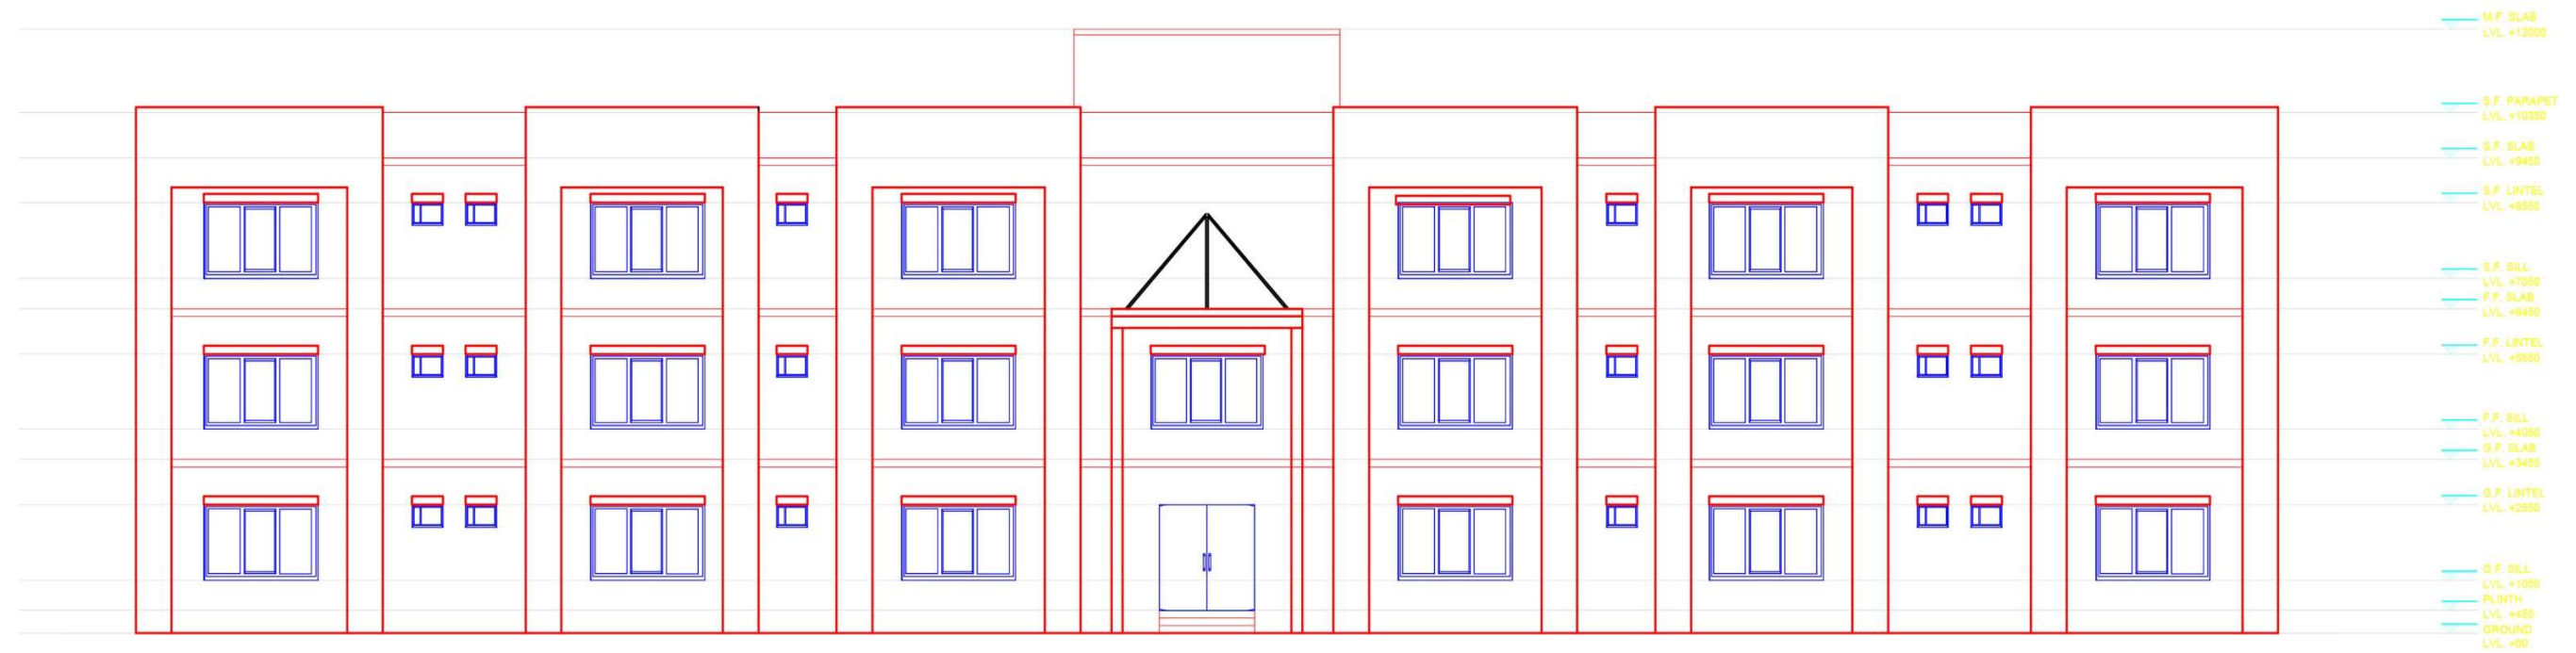 M.F. SLAB
LVL. +12000
S.F. PARAPET
LVL. +10350
S.F. SLAB
LVL. +9450
S.F. LINTEL
LVL. +8550
S.F. SILL
LVL. +7050
F.F. SLAB
LVL. +6450
F.F. LINTEL
LVL. +5550
F.F. SILL
LVL. +4050
G.F. SLAB
LVL. +3450
G.F. LINTEL
LVL. +2550
G.F. SILL
LVL. +1050
PLINTH
LVL. +450
GROUND
LVL. +00